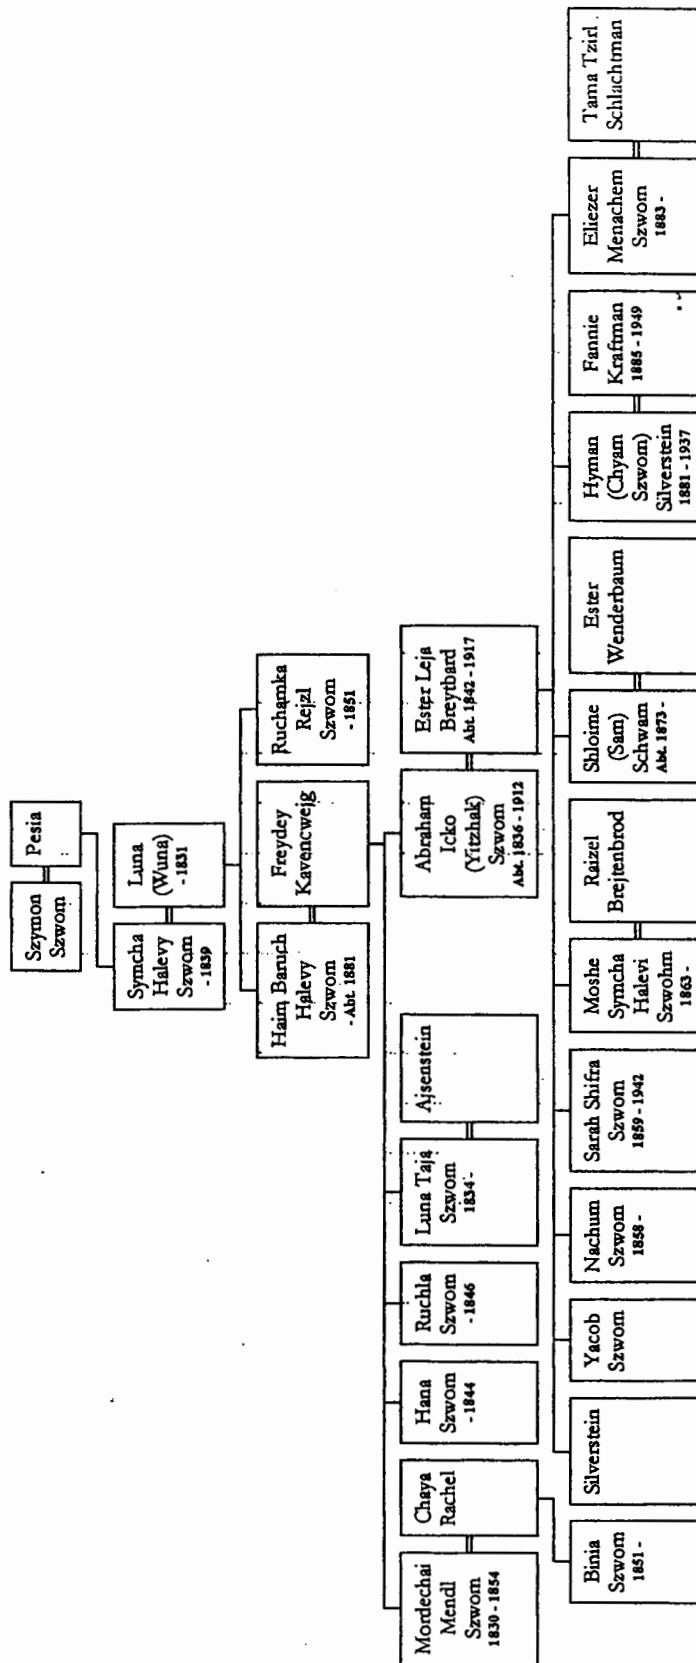 Szymon
Szwom
Pesia
Symcha
Halevy
Szwom
- 1839
Luna
(Wuna)
- 1831
Haim Baruch
Halevy
Szwom
- Abt. 1881
Freydey
Kavencwejg
Ruchamka
Rejzl
Szwom
- 1851
Mordechai
Mendl
Szwom
1830 - 1854
Chaya
Rachel
Hana
Szwom
- 1844
Ruchla
Szwom
- 1846
Luna Taja
Szwom
1834 -
Ajsenstein
Abraham
Icko
(Yitzhak)
Szwom
Abt. 1836 - 1912
Ester Leja
Breytbard
Abt. 1842 - 1917
Binia
Szwom
1851 -
Silverstein
Yacob
Szwom
Nachum
Szwom
1858 -
Sarah Shifra
Szwom
1859 - 1942
Moshe
Symcha
Halevi
Szwohm
1863 -
Raizel
Brejtenbrod
Shloime
(Sam)
Schwam
Abt. 1873 -
Ester
Wenderbaum
Hyman
(Chyam
Szwom)
Silverstein
1881 - 1937
Fannie
Kraftman
1885 - 1949
Eliezer
Menachem
Szwom
1883 -
Tama Tzirl
Schlachtman